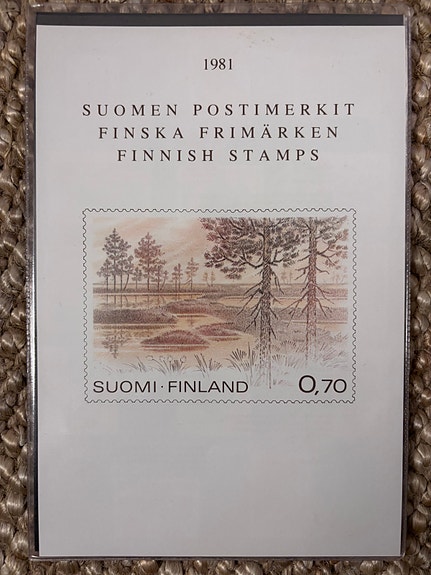 1981
SUOMEN POSTIMERKIT
FINSKA FRIMÄRKEN
FINNISH STAMPS
SUOMI·FINLAND 0,70